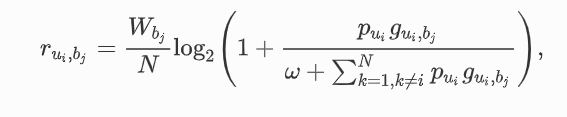 $r_{u_i,b_j} = \frac{W_{b_j}}{N} \log_2 \left( 1 + \frac{p_{u_i} g_{u_i,b_j}}{\omega + \sum_{k=1,k\neq i}^{N} p_{u_i} g_{u_i,b_j}} \right),$